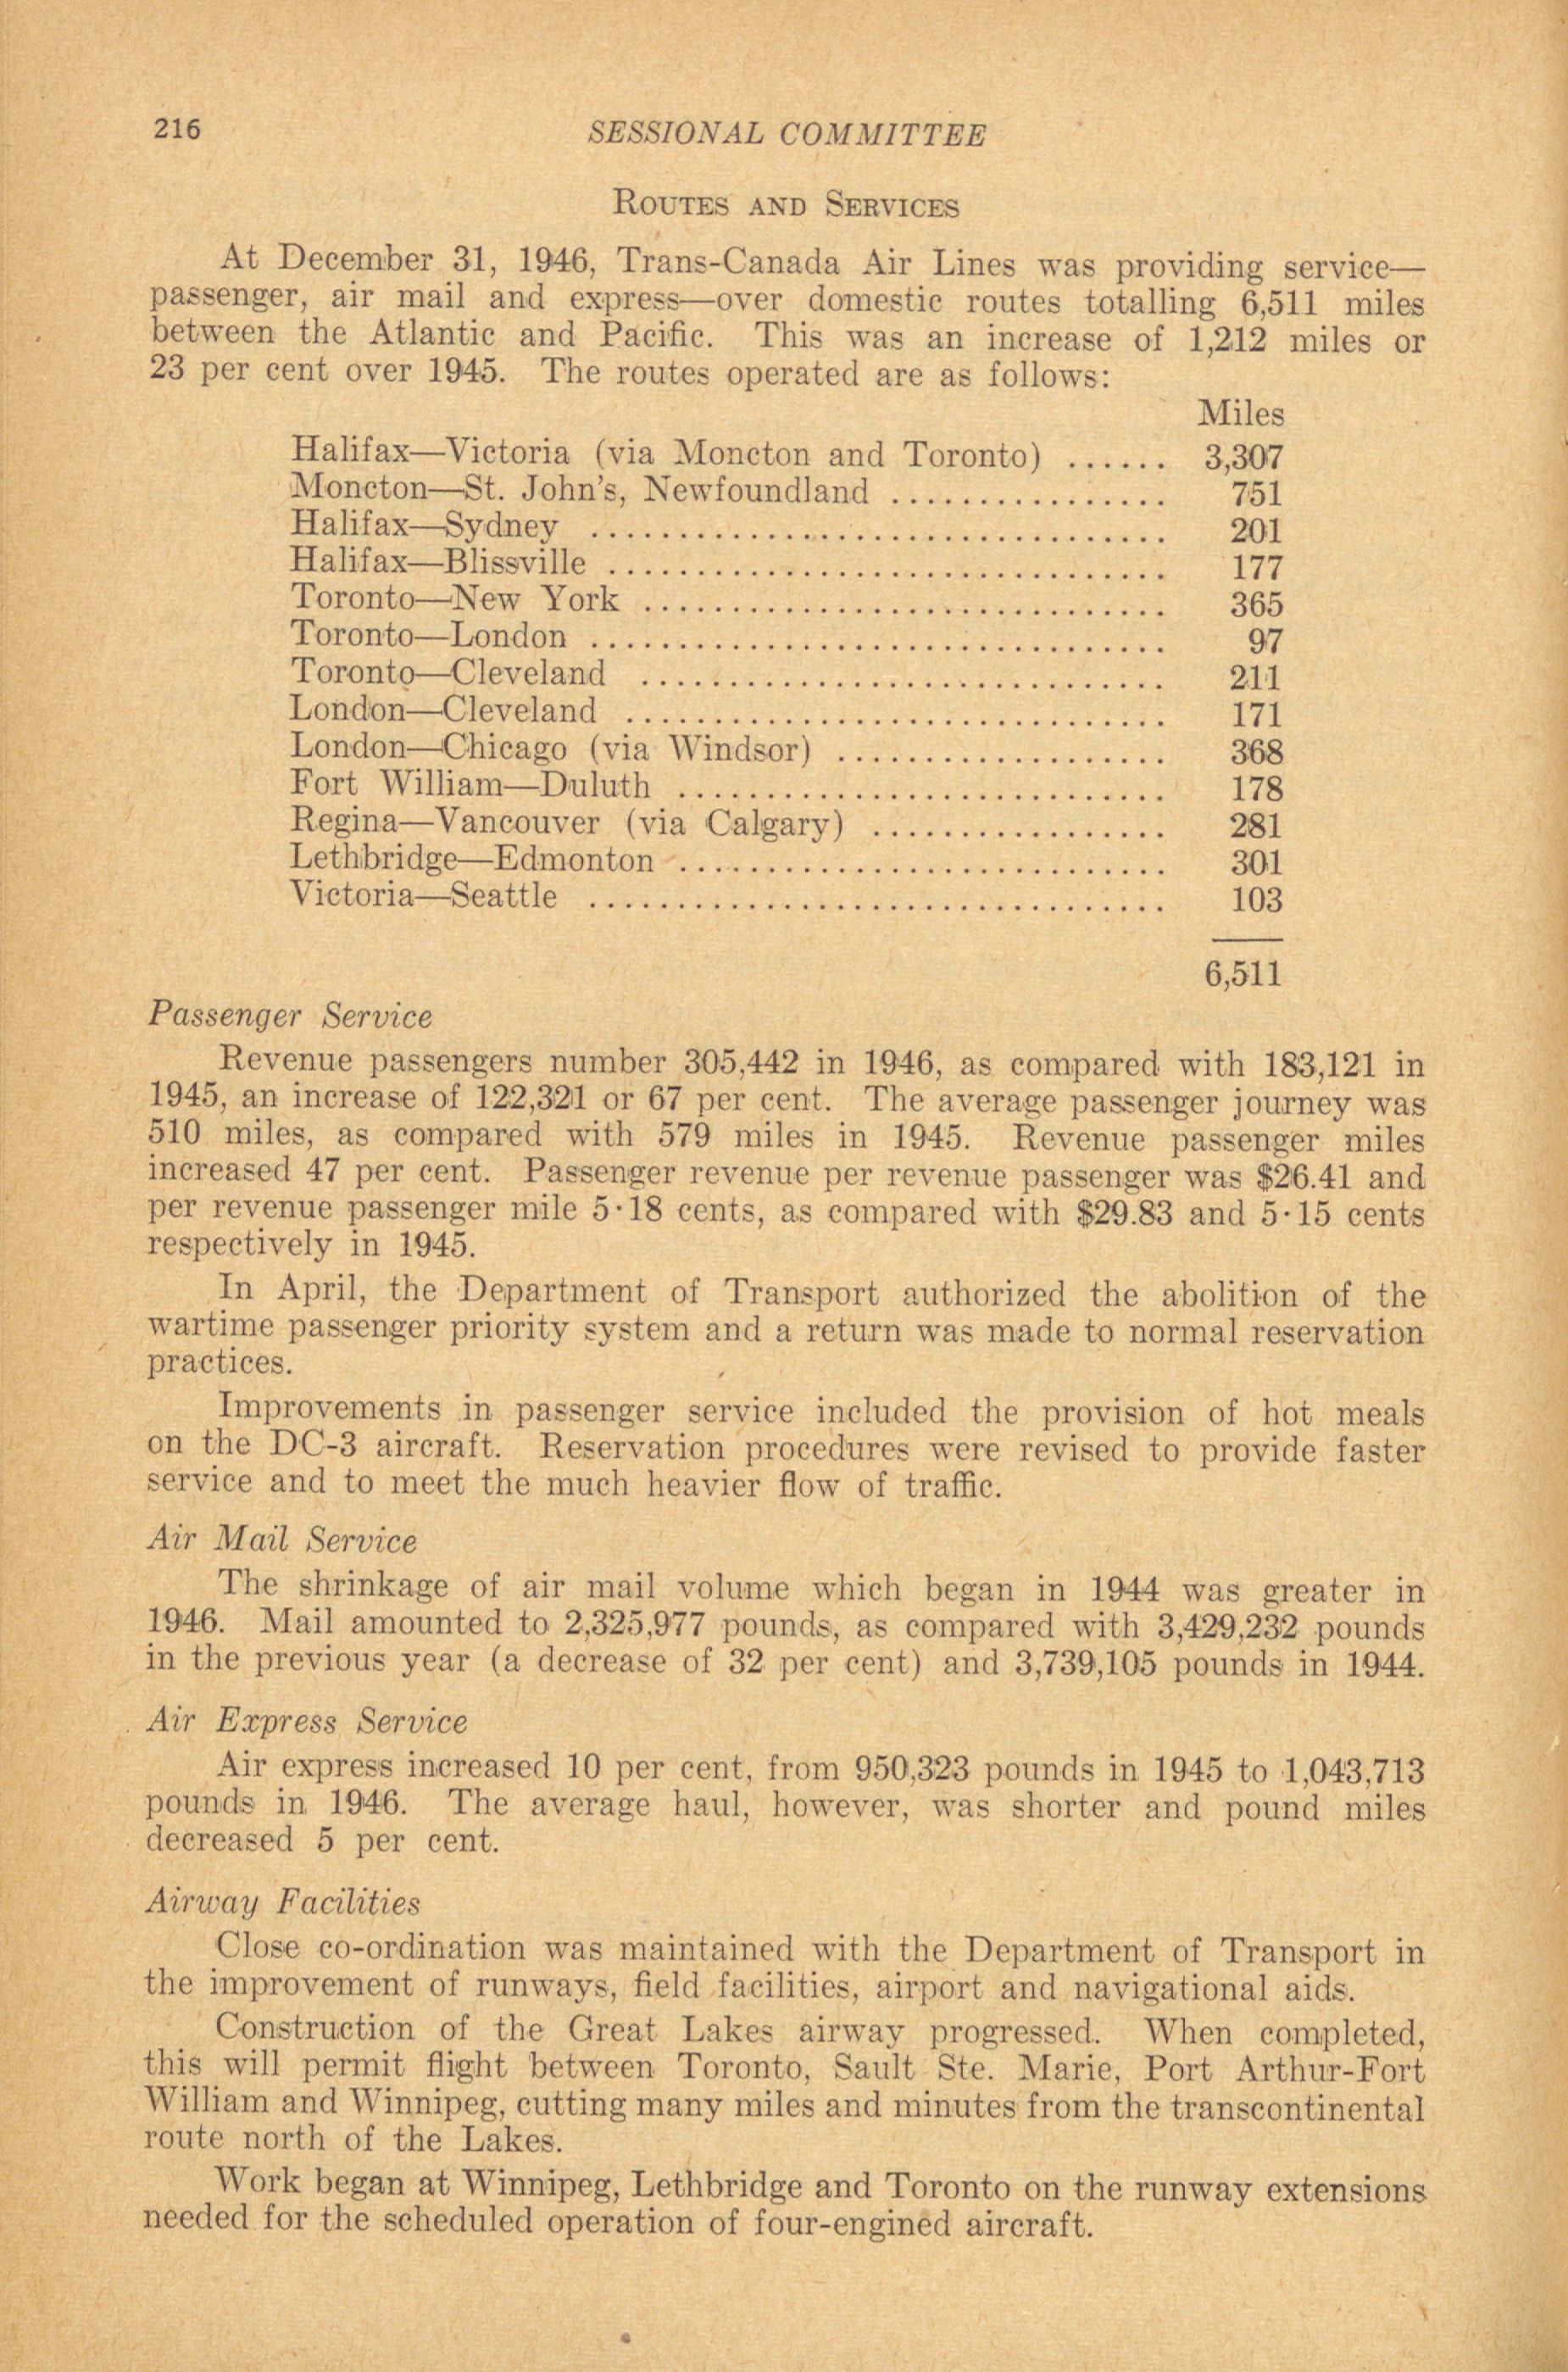 216
SESSIONAL COMMITTEE
ROUTES AND SERVICES
At December 31, 1946, Trans-Canada Air Lines was providing service—
passenger, air mail and express—over domestic routes totalling 6,511 miles
between the Atlantic and Pacific. This was an increase of 1,212 miles or
23 per cent over 1945. The routes operated are as follows:
Miles
Halifax—Victoria (via Moncton and Toronto) ...... 3,307
Moncton—St. John's, Newfoundland ................ 751
Halifax—Sydney ................................. 201
Halifax—Blissville ................................ 177
Toronto—New York .............................. 365
Toronto—London ................................. 97
Toronto—Cleveland .............................. 211
London—Cleveland ............................... 171
London—Chicago (via Windsor) ................... 368
Fort William—Duluth ............................ 178
Regina—Vancouver (via Calgary) ................. 281
Lethbridge—Edmonton ............................ 301
Victoria—Seattle ................................. 103
6,511
Passenger Service
Revenue passengers number 305,442 in 1946, as compared with 183,121 in
1945, an increase of 122,321 or 67 per cent. The average passenger journey was
510 miles, as compared with 579 miles in 1945. Revenue passenger miles
increased 47 per cent. Passenger revenue per revenue passenger was $26.41 and
per revenue passenger mile 5·18 cents, as compared with $29.83 and 5·15 cents
respectively in 1945.
In April, the Department of Transport authorized the abolition of the
wartime passenger priority system and a return was made to normal reservation
practices.
Improvements in passenger service included the provision of hot meals
on the DC-3 aircraft. Reservation procedures were revised to provide faster
service and to meet the much heavier flow of traffic.
Air Mail Service
The shrinkage of air mail volume which began in 1944 was greater in
1946. Mail amounted to 2,325,977 pounds, as compared with 3,429,232 pounds
in the previous year (a decrease of 32 per cent) and 3,739,105 pounds in 1944.
Air Express Service
Air express increased 10 per cent, from 950,323 pounds in 1945 to 1,043,713
pounds in 1946. The average haul, however, was shorter and pound miles
decreased 5 per cent.
Airway Facilities
Close co-ordination was maintained with the Department of Transport in
the improvement of runways, field facilities, airport and navigational aids.
Construction of the Great Lakes airway progressed. When completed,
this will permit flight between Toronto, Sault Ste. Marie, Port Arthur-Fort
William and Winnipeg, cutting many miles and minutes from the transcontinental
route north of the Lakes.
Work began at Winnipeg, Lethbridge and Toronto on the runway extensions
needed for the scheduled operation of four-engined aircraft.